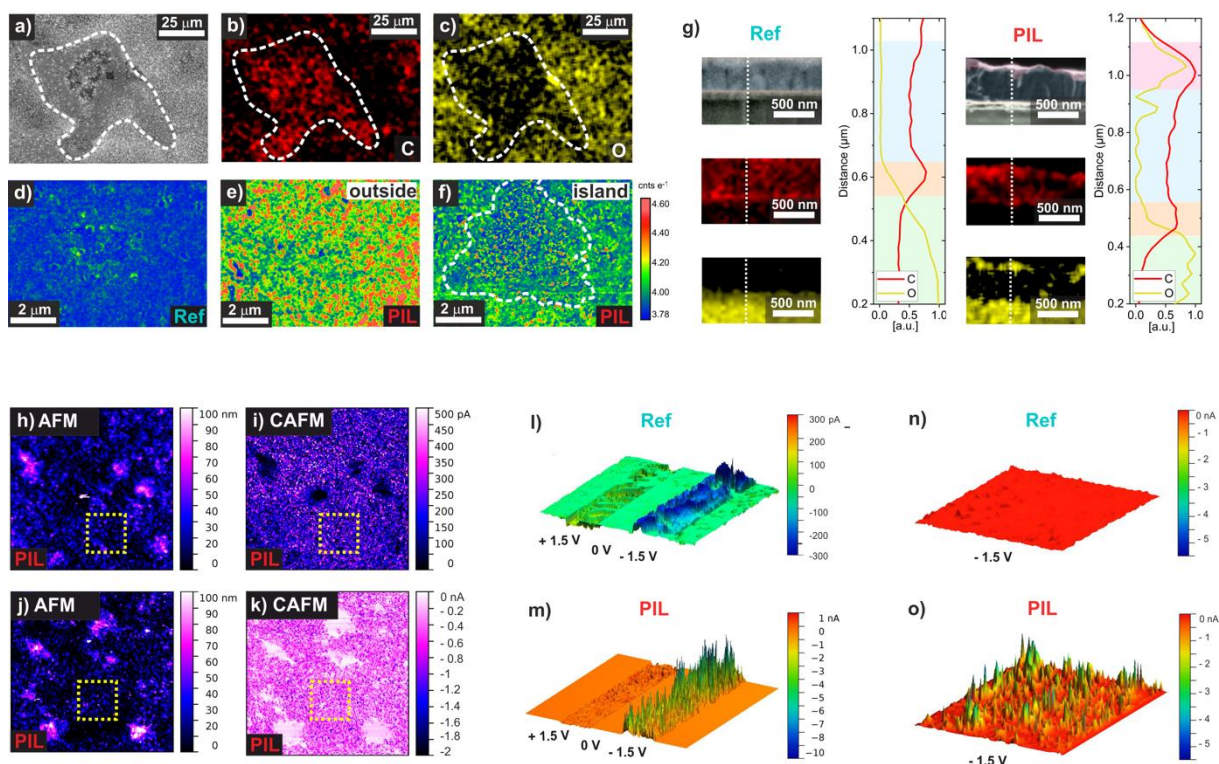 a)
25 μm
b)
25 μm
C
c)
25 μm
O
d)
2 μm
Ref
e)
outside
2 μm
PIL
f)
island
2 μm
PIL
cnts e⁻¹
4.60
4.30
4.20
4.10
4.00
3.90
3.78
g)
Ref
500 nm
500 nm
500 nm
Distance (μm)
1.0
0.8
0.6
0.4
0.2
C
O
0.0 0.5 1.0
[a.u.]
PIL
500 nm
500 nm
500 nm
Distance (μm)
1.2
1.0
0.8
0.6
0.4
0.2
C
O
0.0 0.5 1.0
[a.u.]
h) AFM
PIL
100 nm
90
80
70
60
50
40
30
20
10
0
i) CAFM
PIL
500 pA
450
400
350
300
250
200
150
100
0
j) AFM
PIL
100 nm
90
80
70
60
50
40
30
20
10
0
k) CAFM
PIL
0 nA
- 0.2
- 0.4
- 0.6
- 0.8
- 1
- 1.2
- 1.4
- 1.6
- 1.8
- 2
l)
Ref
+ 1.5 V
0 V
- 1.5 V
300 pA
200
100
0
-100
-200
-300
m)
PIL
+ 1.5 V
0 V
- 1.5 V
1 nA
0
−1
−2
−3
−4
−5
−6
−7
−8
−9
−10
n)
Ref
- 1.5 V
0 nA
- 1
- 2
- 3
- 4
- 5
o)
PIL
- 1.5 V
0 nA
- 1
- 2
- 3
- 4
- 5